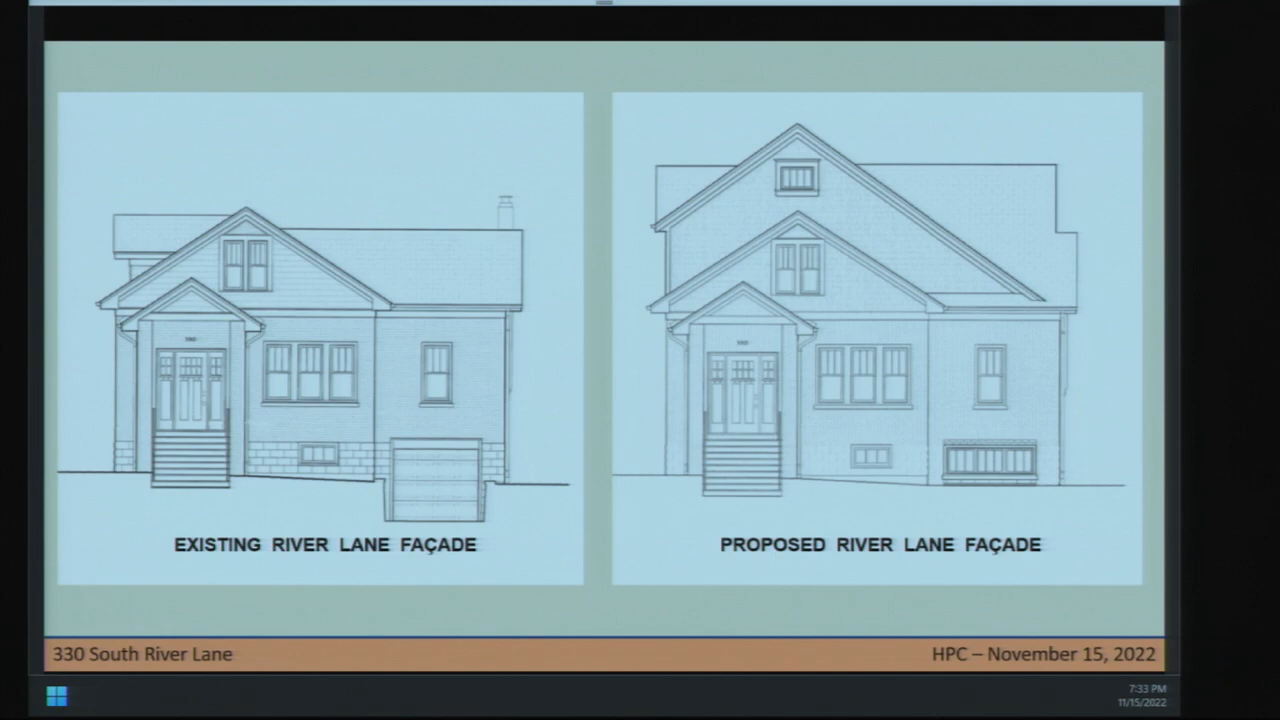 EXISTING RIVER LANE FAÇADE
PROPOSED RIVER LANE FAÇADE
330 South River Lane
HPC – November 15, 2022
7:33 PM
11/15/2022